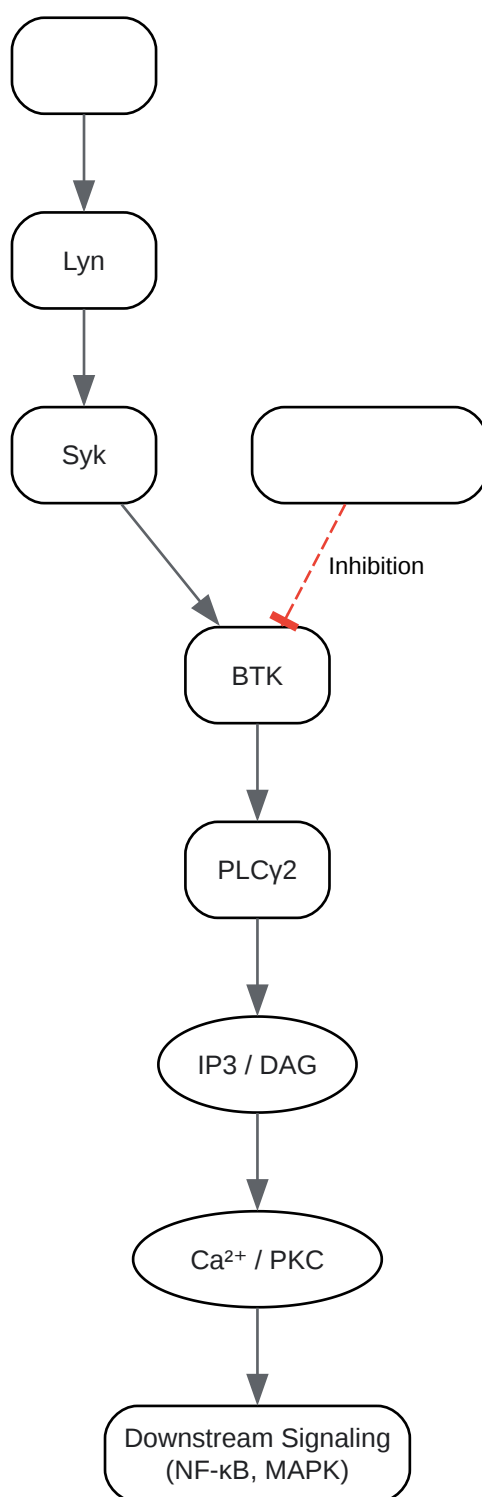 Lyn
Syk
Inhibition
BTK
PLCγ2
IP3 / DAG
Ca²⁺ / PKC
Downstream Signaling
(NF-κB, MAPK)